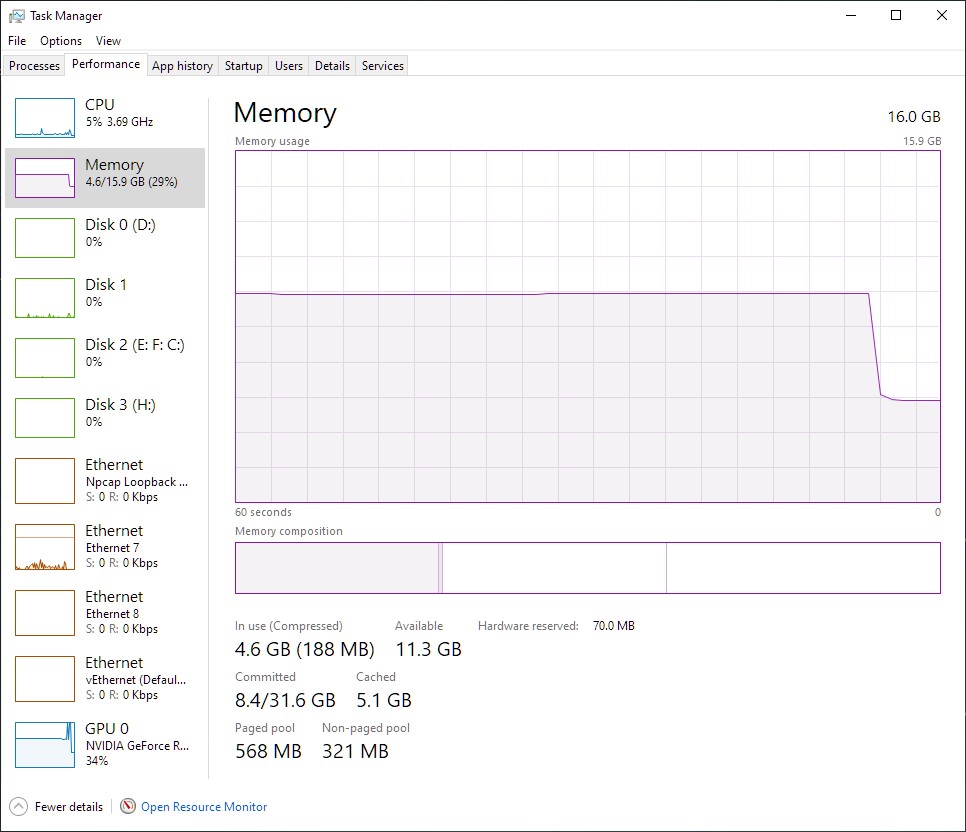 Task Manager
File Options View
Processes Performance App history Startup Users Details Services
CPU
5% 3.69 GHz
Memory
4.6/15.9 GB (29%)
Disk 0 (D:)
0%
Disk 1
0%
Disk 2 (E: F: C:)
0%
Disk 3 (H:)
0%
Ethernet
Npcap Loopback ...
S: 0 R: 0 Kbps
Ethernet
Ethernet 7
S: 0 R: 0 Kbps
Ethernet
Ethernet 8
S: 0 R: 0 Kbps
Ethernet
vEthernet (Defaul...
S: 0 R: 0 Kbps
GPU 0
NVIDIA GeForce R...
34%
Memory 16.0 GB
Memory usage 15.9 GB
60 seconds 0
Memory composition
In use (Compressed) Available Hardware reserved: 70.0 MB
4.6 GB (188 MB) 11.3 GB
Committed Cached
8.4/31.6 GB 5.1 GB
Paged pool Non-paged pool
568 MB 321 MB
Fewer details Open Resource Monitor